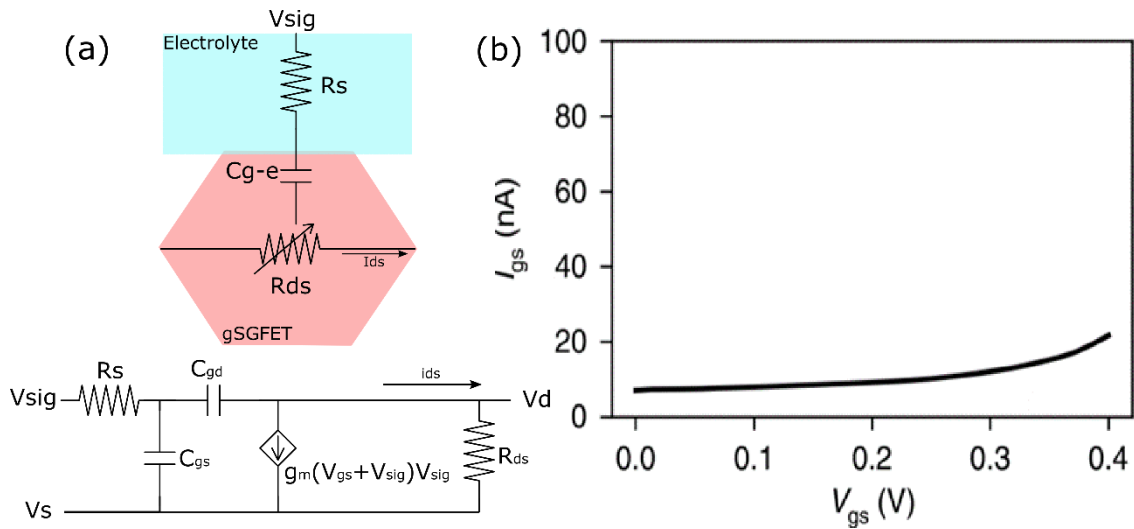 (a)
Vsig
Electrolyte
Rs
Cg-e
Ids
Rds
gSGFET
Rs
Cgd
ids
Vsig
Vd
Cgs
gm(Vgs+Vsig)Vsig
Rds
Vs
(b)
100
80
60
40
20
0
Igs (nA)
0.0 0.1 0.2 0.3 0.4
Vgs (V)